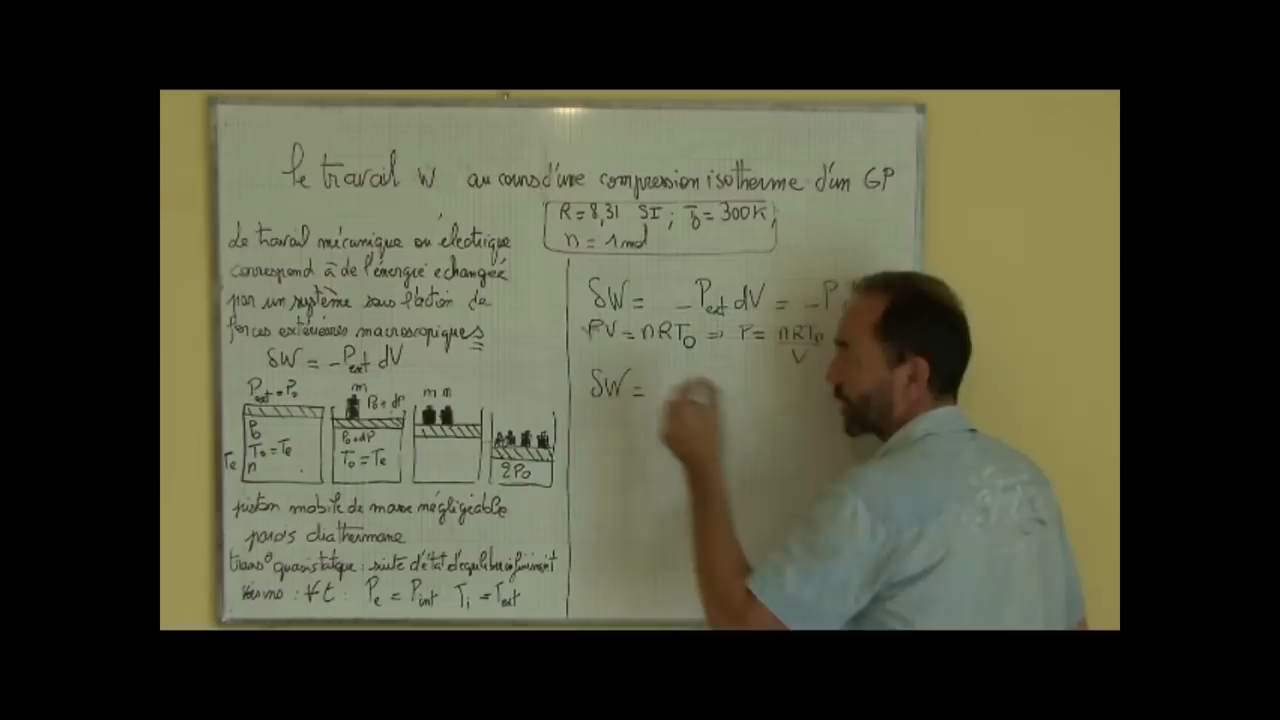 le travail W au cours d'une compression isotherme d'un GP
R = 8,31 SI ; T0 = 300K ;
n = 1 mol
Le travail mécanique ou électrique
correspond à de l'énergie échangée
par un système sous l'action de
forces extérieures macroscopiques
δW = -Pext dV
Pext = P0
P0
T0 = Te
n
Te
m
P0 + dP
P0 + dP
T0 = Te
m m
2P0
piston mobile de masse négligeable
parois diathermane
trans° quasistatique : suite d'état d'équilibre infiniment
voisins : ∀t : Pe = Pint Ti = Text
δW = -Pext dV = -P
PV = nRT0 => P = nRT0/V
δW =